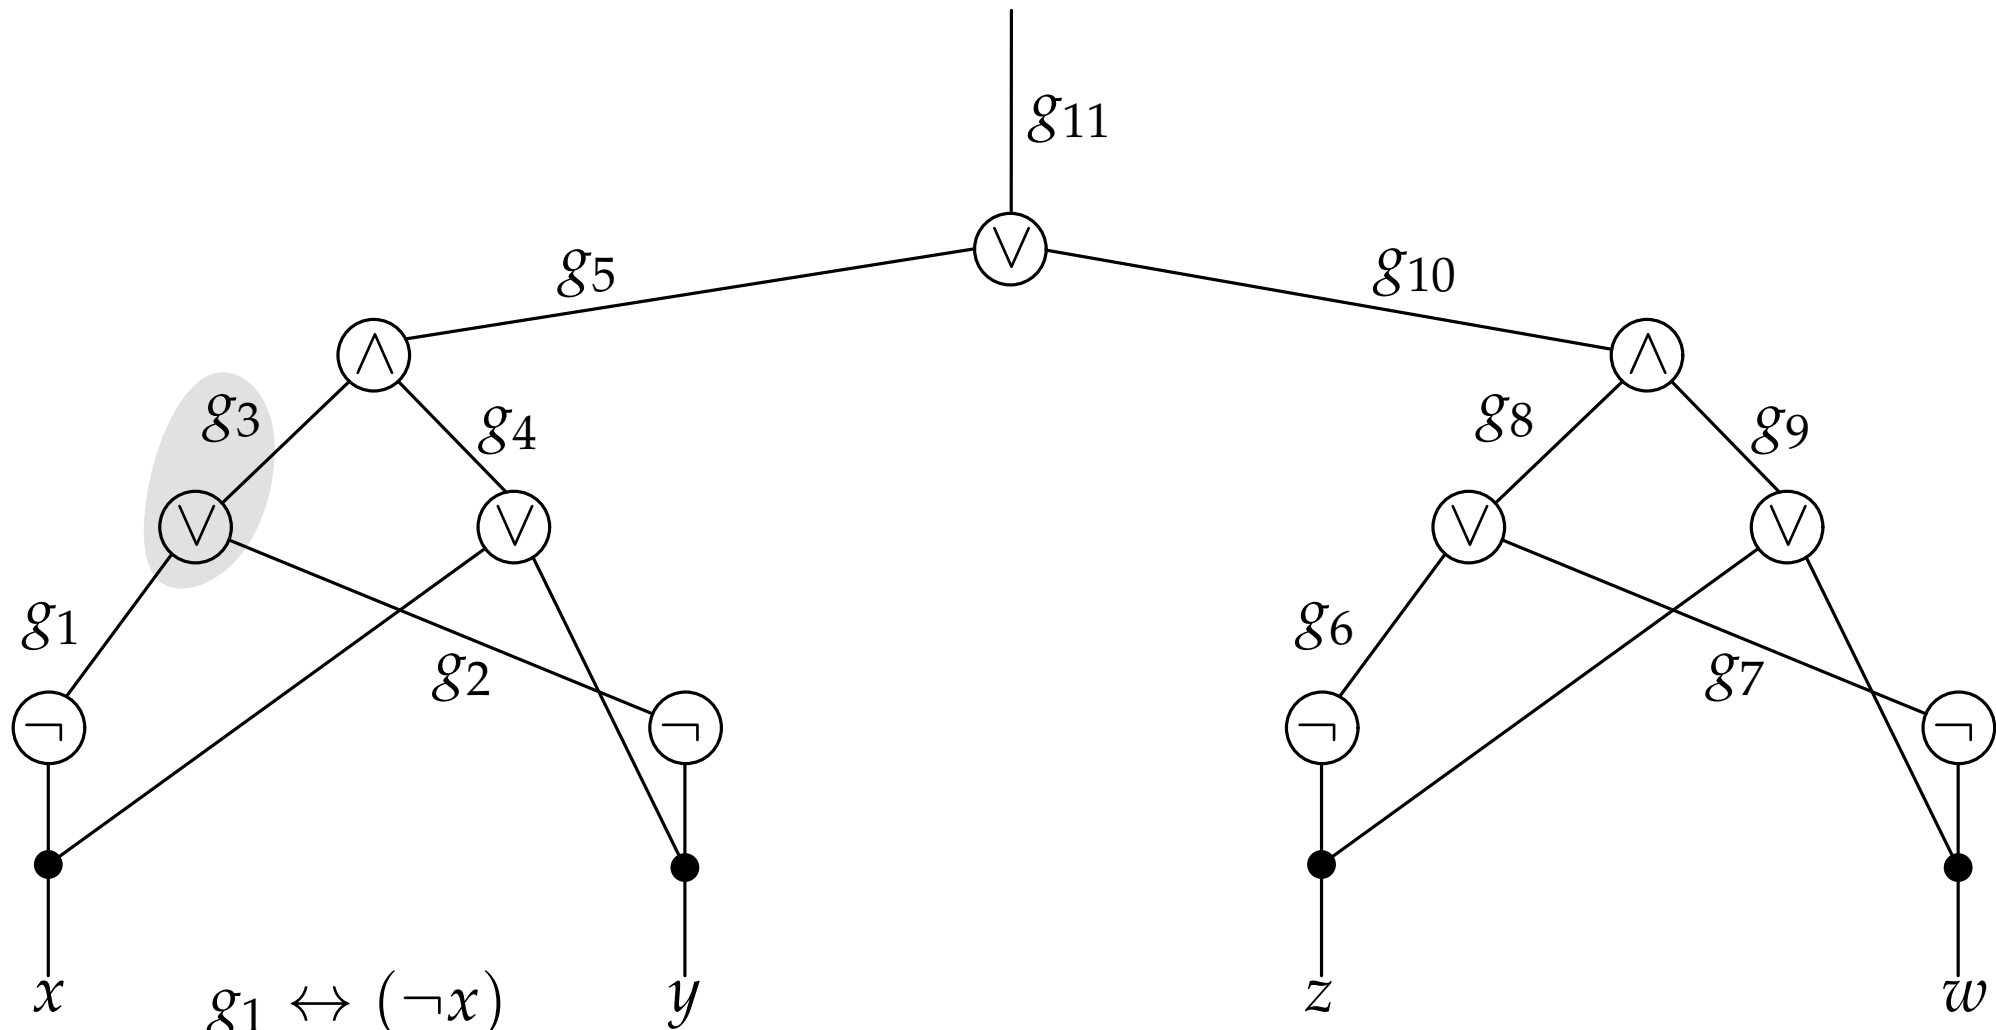 g11
∨
g5 g10
∧ ∧
g3 g4 g8 g9
∨ ∨ ∨ ∨
g1 g6
g2 g7
¬ ¬ ¬ ¬
x y z w
g1 ↔ (¬x)